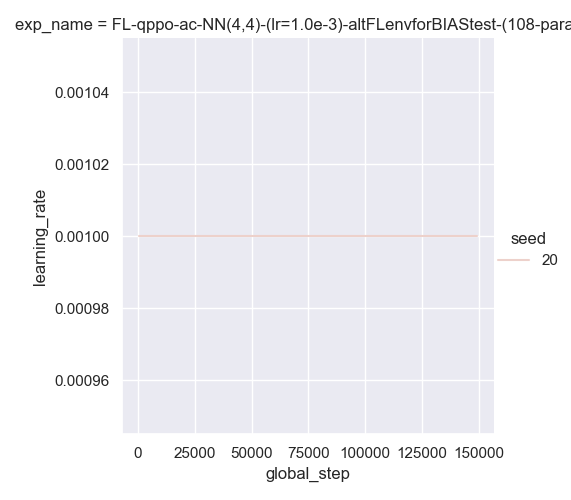 exp_name = FL-qppo-ac-NN(4,4)-(lr=1.0e-3)-altFLenvforBIAStest-(108-para
0.00104
0.00102
0.00100
0.00098
0.00096
learning_rate
0 25000 50000 75000 100000 125000 150000
global_step
seed
20